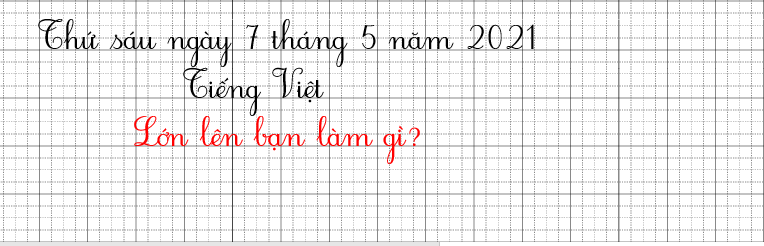 Thứ sáu ngày 7 tháng 5 năm 2021
Tiếng Việt
Lớn lên bạn làm gì?